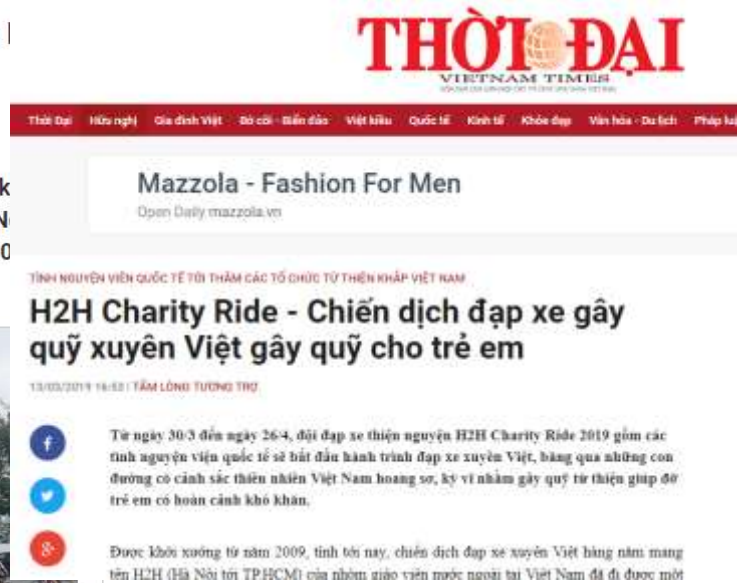 THỜI ĐẠI
VIETNAM TIMES
Thời Đại Hữu nghị Gia đình Việt Bờ cõi - Biển đảo Việt kiều Quốc tế Kinh tế Khỏe đẹp Văn hóa - Du lịch Pháp luậ
Mazzola - Fashion For Men
Open Daily mazzola.vn
TÌNH NGUYỆN VIÊN QUỐC TẾ TỚI THĂM CÁC TỔ CHỨC TỪ THIỆN KHẮP VIỆT NAM
H2H Charity Ride - Chiến dịch đạp xe gây
quỹ xuyên Việt gây quỹ cho trẻ em
13/03/2019 16:53 | TẤM LÒNG TƯƠNG TRỢ
Từ ngày 30/3 đến ngày 26/4, đội đạp xe thiện nguyện H2H Charity Ride 2019 gồm các
tình nguyện viện quốc tế sẽ bắt đầu hành trình đạp xe xuyên Việt, băng qua những con
đường có cảnh sắc thiên nhiên Việt Nam hoang sơ, kỳ vĩ nhằm gây quỹ từ thiện giúp đỡ
trẻ em có hoàn cảnh khó khăn.
Được khởi xướng từ năm 2009, tính tới nay, chiến dịch đạp xe xuyên Việt hàng năm mang
tên H2H (Hà Nội tới TP.HCM) của nhóm giáo viên nước ngoài tại Việt Nam đã đi được một